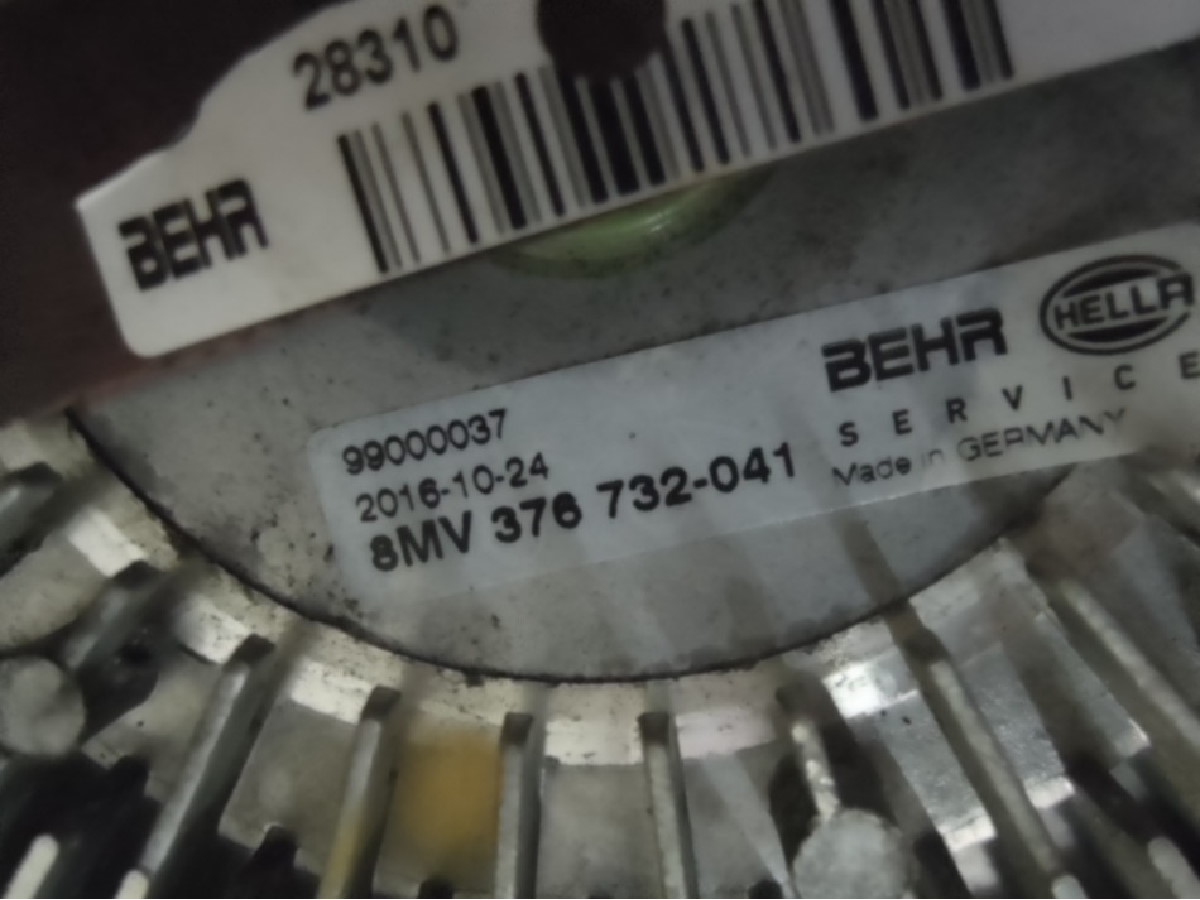 28310
BEHR
BEHR HELLA
SERVICE
Made in GERMANY
99000037
2016-10-24
8MV 376 732-041